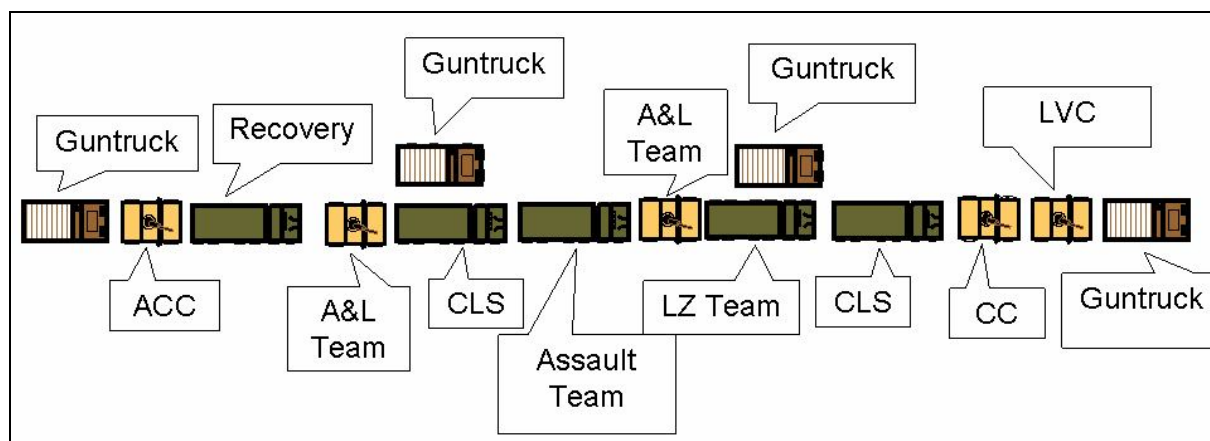 Guntruck
Guntruck
LVC
A&L
Team
Guntruck
Recovery
ACC
A&L
Team
CLS
Assault
Team
LZ Team
CLS
CC
Guntruck